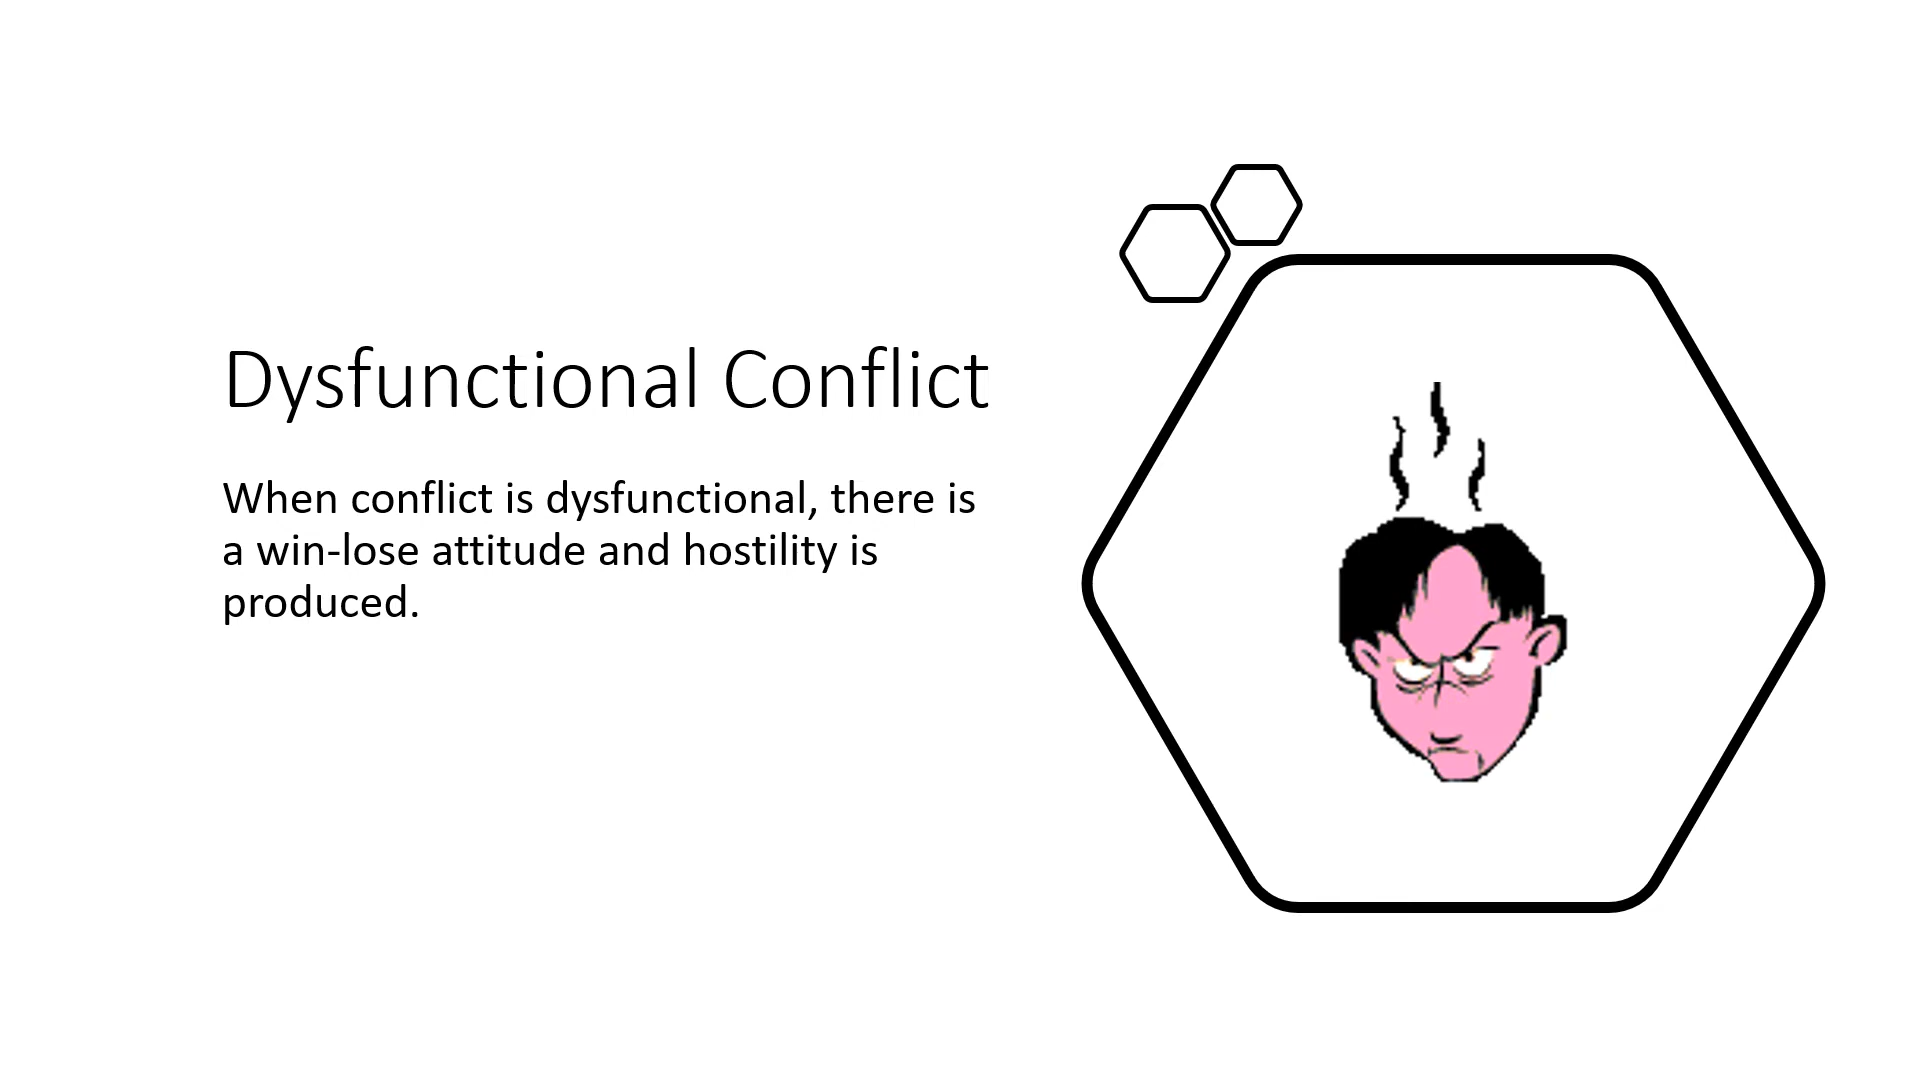 Dysfunctional Conflict
When conflict is dysfunctional, there is
a win-lose attitude and hostility is
produced.